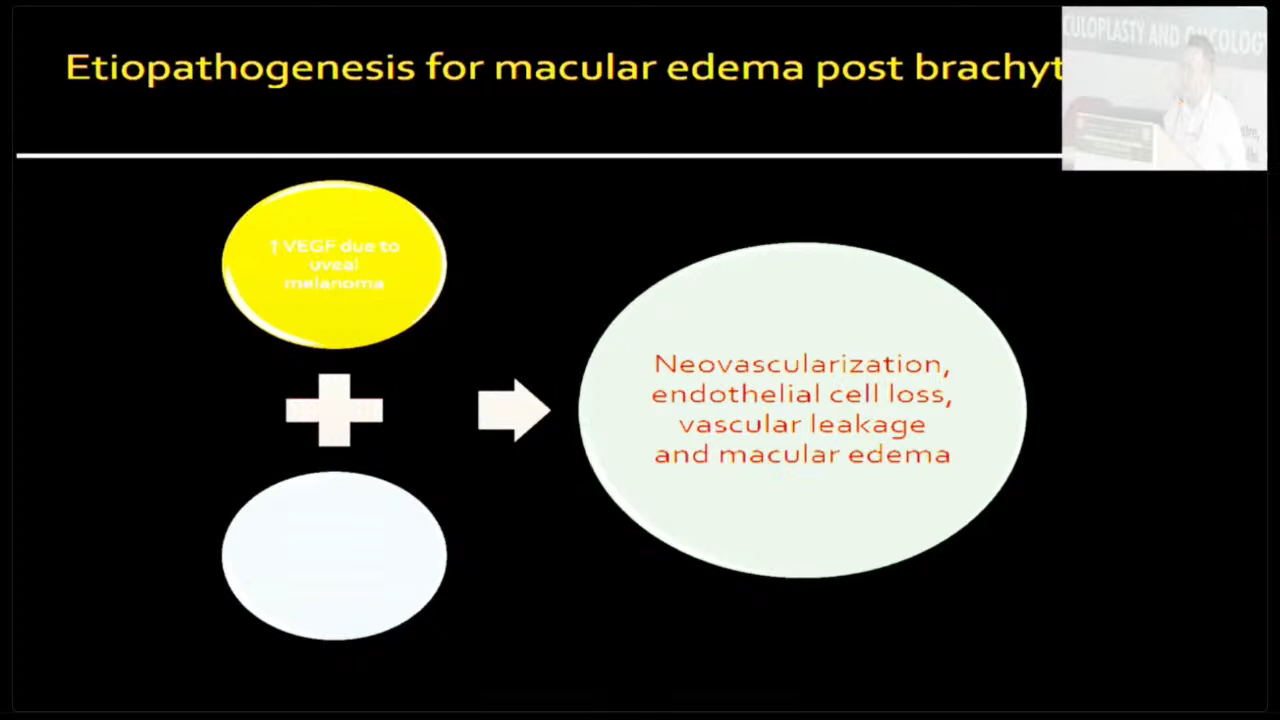 Etiopathogenesis for macular edema post brachyt
CULOPLASTY AND ONCOLOGY
↑ VEGF due to
uveal
melanoma
Neovascularization,
endothelial cell loss,
vascular leakage
and macular edema